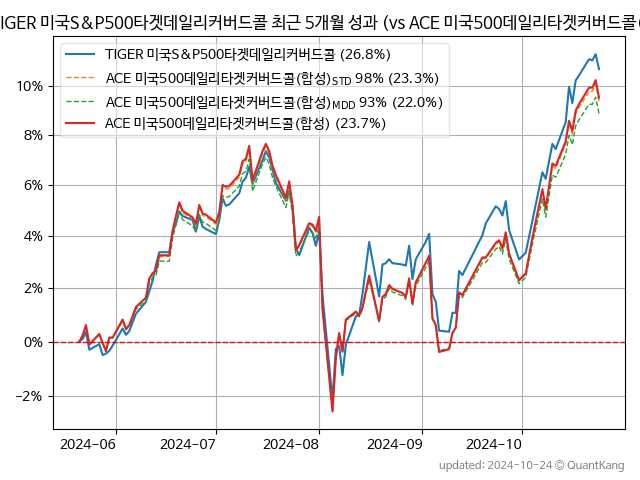 IGER 미국S&P500타겟데일리커버드콜 최근 5개월 성과 (vs ACE 미국500데일리타겟커버드콜(
TIGER 미국S&P500타겟데일리커버드콜 (26.8%)
ACE 미국500데일리타겟커버드콜(합성)STD 98% (23.3%)
ACE 미국500데일리타겟커버드콜(합성)MDD 93% (22.0%)
ACE 미국500데일리타겟커버드콜(합성) (23.7%)
10%
8%
6%
4%
2%
0%
−2%
2024-06 2024-07 2024-08 2024-09 2024-10
updated: 2024-10-24 © QuantKang